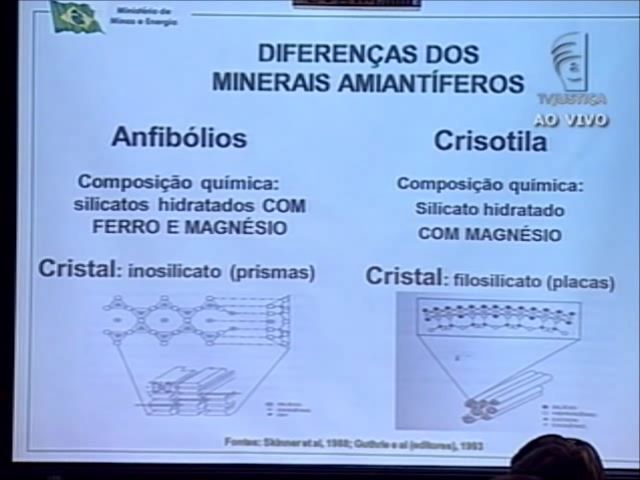 Ministério de
Minas e Energia
DIFERENÇAS DOS
MINERAIS AMIANTÍFEROS
TV JUSTIÇA
AO VIVO
Anfibólios
Composição química:
silicatos hidratados COM
FERRO E MAGNÉSIO
Cristal: inosilicato (prismas)
Crisotila
Composição química:
Silicato hidratado
COM MAGNÉSIO
Cristal: filosilicato (placas)
Fontes: Skinner et al, 1988; Guthrie e al (editores), 1993